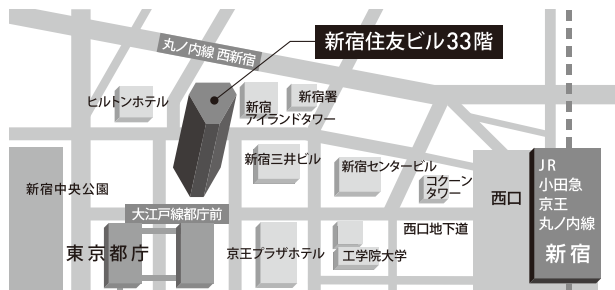 丸ノ内線 西新宿
新宿住友ビル33階
ヒルトンホテル
新宿
アイランドタワー
新宿署
新宿三井ビル
新宿センタービル
コクーン
タワー
西口
JR
小田急
京王
丸ノ内線
新宿
新宿中央公園
大江戸線都庁前
東京都庁
京王プラザホテル
工学院大学
西口地下道